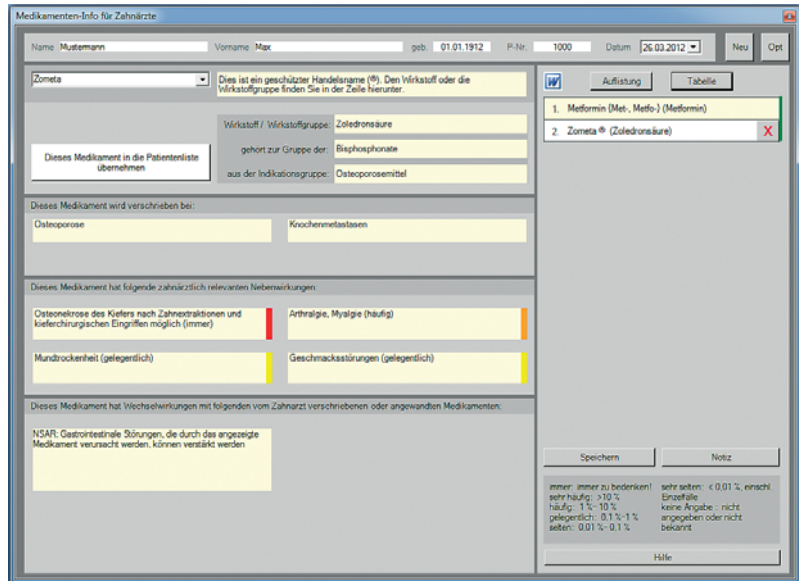 Medikamenten-Info für Zahnärzte
Name Mustermann Vorname Max geb. 01.01.1912 P-Nr. 1000 Datum 26.03.2012 Neu Opt
Zometa
Dies ist ein geschützter Handelsname (®). Den Wirkstoff oder die
Wirkstoffgruppe finden Sie in der Zeile hierunter.
Wirkstoff / Wirkstoffgruppe: Zoledronsäure
gehört zur Gruppe der: Bisphosphonate
aus der Indikationsgruppe: Osteoporosemittel
Dieses Medikament in die Patientenliste
übernehmen
Dieses Medikament wird verschrieben bei:
Osteoporose Knochenmetastasen
Dieses Medikament hat folgende zahnärztlich relevanten Nebenwirkungen:
Osteonekrose des Kiefers nach Zahnextraktionen und
kieferchirurgischen Eingriffen möglich (immer)
Arthralgie, Myalgie (häufig)
Mundtrockenheit (gelegentlich) Geschmacksstörungen (gelegentlich)
Dieses Medikament hat Wechselwirkungen mit folgenden vom Zahnarzt verschriebenen oder angewandten Medikamenten:
NSAR: Gastrointestinale Störungen, die durch das angezeigte
Medikament verursacht werden, können verstärkt werden
W Auflistung Tabelle
1. Metformin (Met-, Metfo-) (Metformin)
2. Zometa ® (Zoledronsäure) X
Speichern Notiz
immer: immer zu bedenken!
sehr häufig: >10 %
häufig: 1 %- 10 %
gelegentlich: 0,1 %-1 %
selten: 0,01 %- 0,1 %
sehr selten: < 0,01 %, einschl.
Einzefälle
keine Angabe : nicht
angegeben oder nicht
bekannt
Hilfe